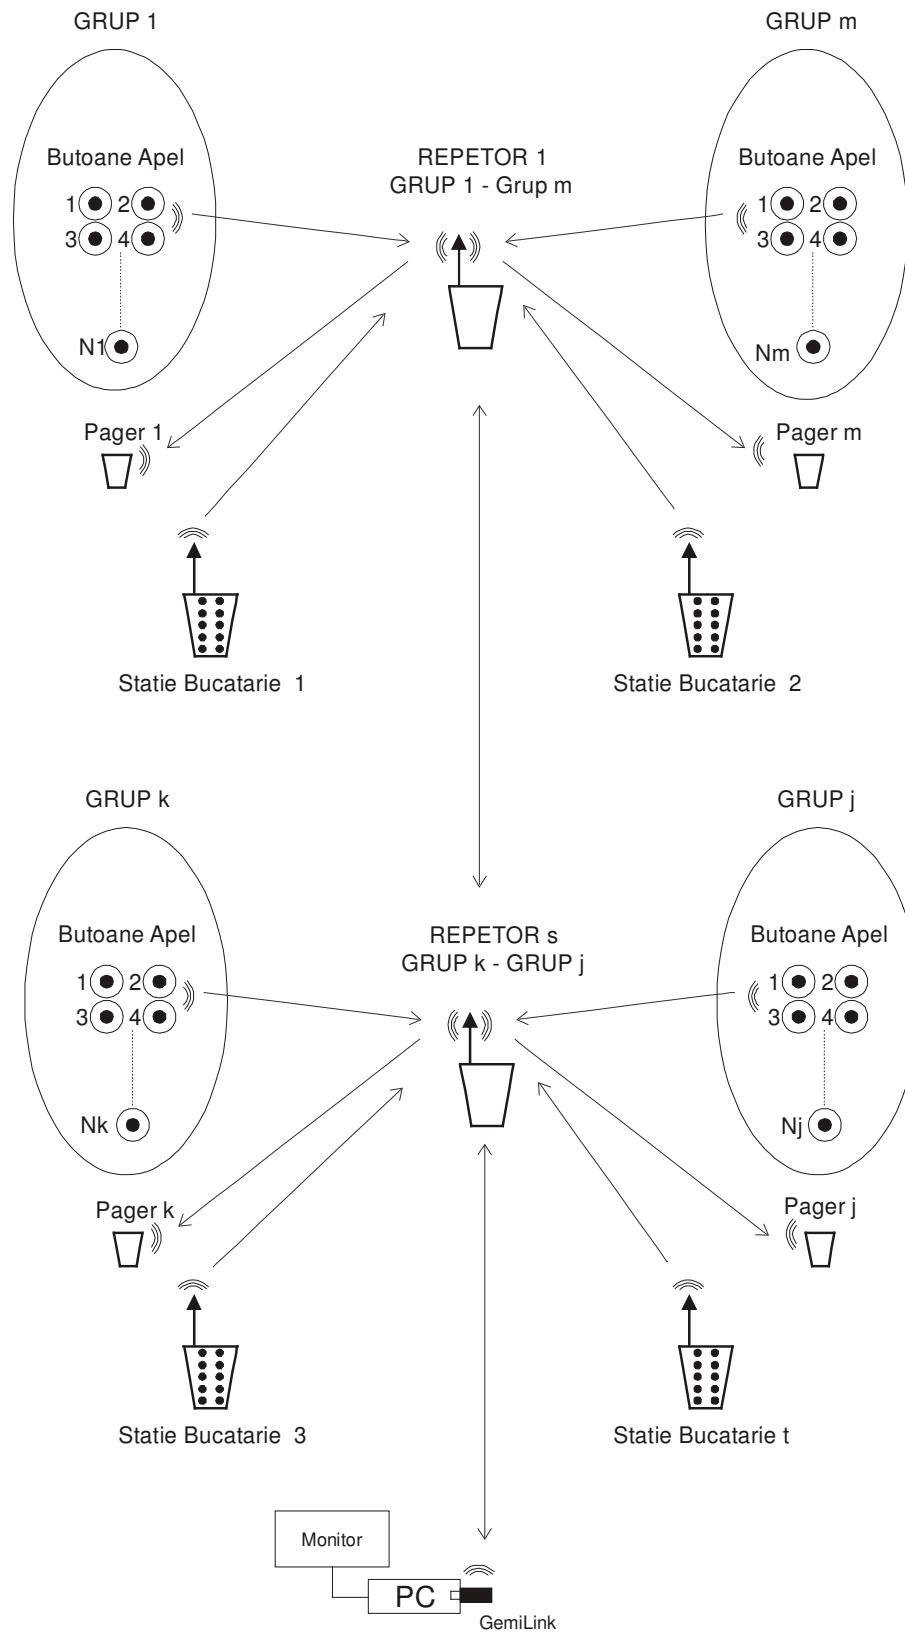 GRUP 1
GRUP m
Butoane Apel
1 2
3 4
N1
REPETOR 1
GRUP 1 - Grup m
Butoane Apel
1 2
3 4
Nm
Pager 1
Pager m
Statie Bucatarie 1
Statie Bucatarie 2
GRUP k
GRUP j
Butoane Apel
1 2
3 4
Nk
REPETOR s
GRUP k - GRUP j
Butoane Apel
1 2
3 4
Nj
Pager k
Pager j
Statie Bucatarie 3
Statie Bucatarie t
Monitor
PC
GemiLink